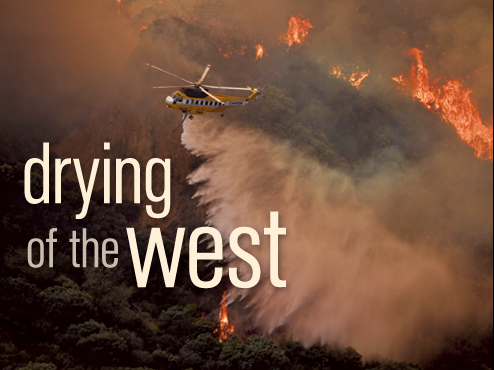 drying
of the west